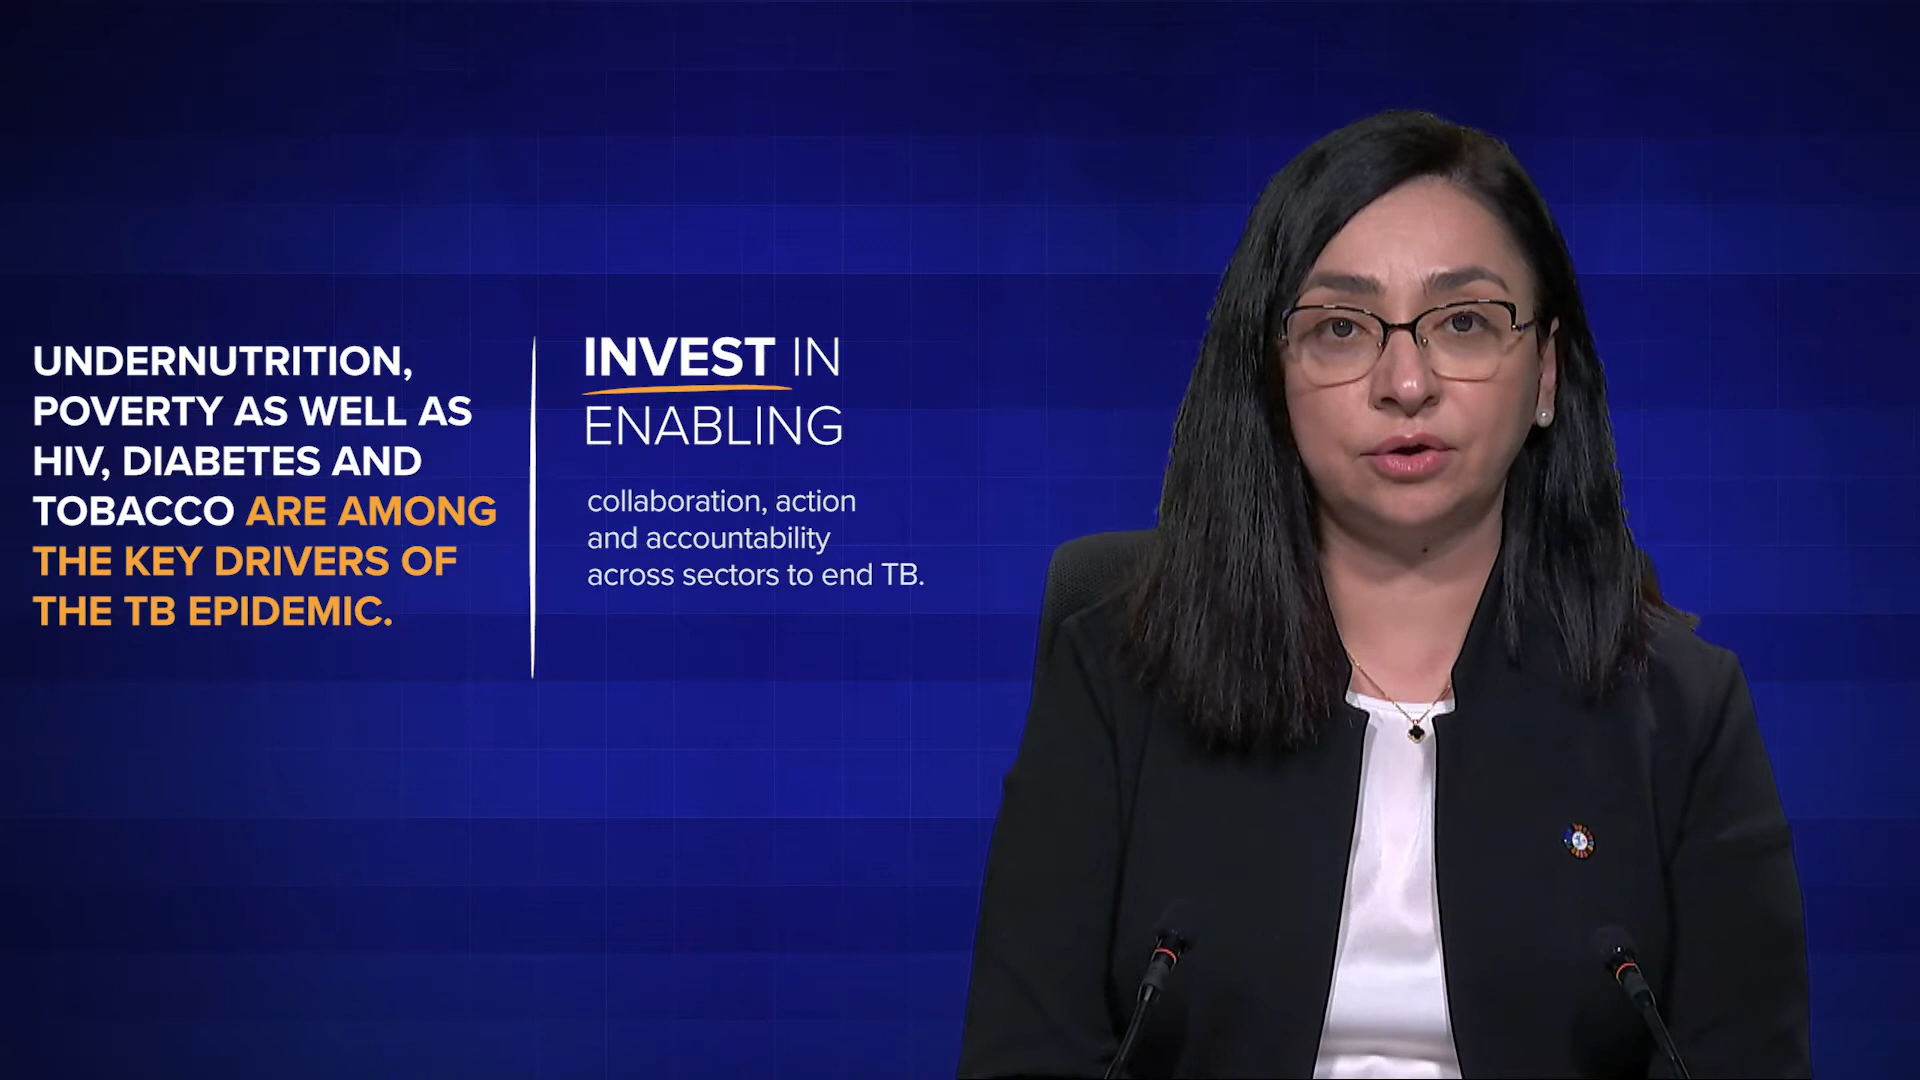 UNDERNUTRITION,
POVERTY AS WELL AS
HIV, DIABETES AND
TOBACCO ARE AMONG
THE KEY DRIVERS OF
THE TB EPIDEMIC.
INVEST IN
ENABLING
collaboration, action
and accountability
across sectors to end TB.